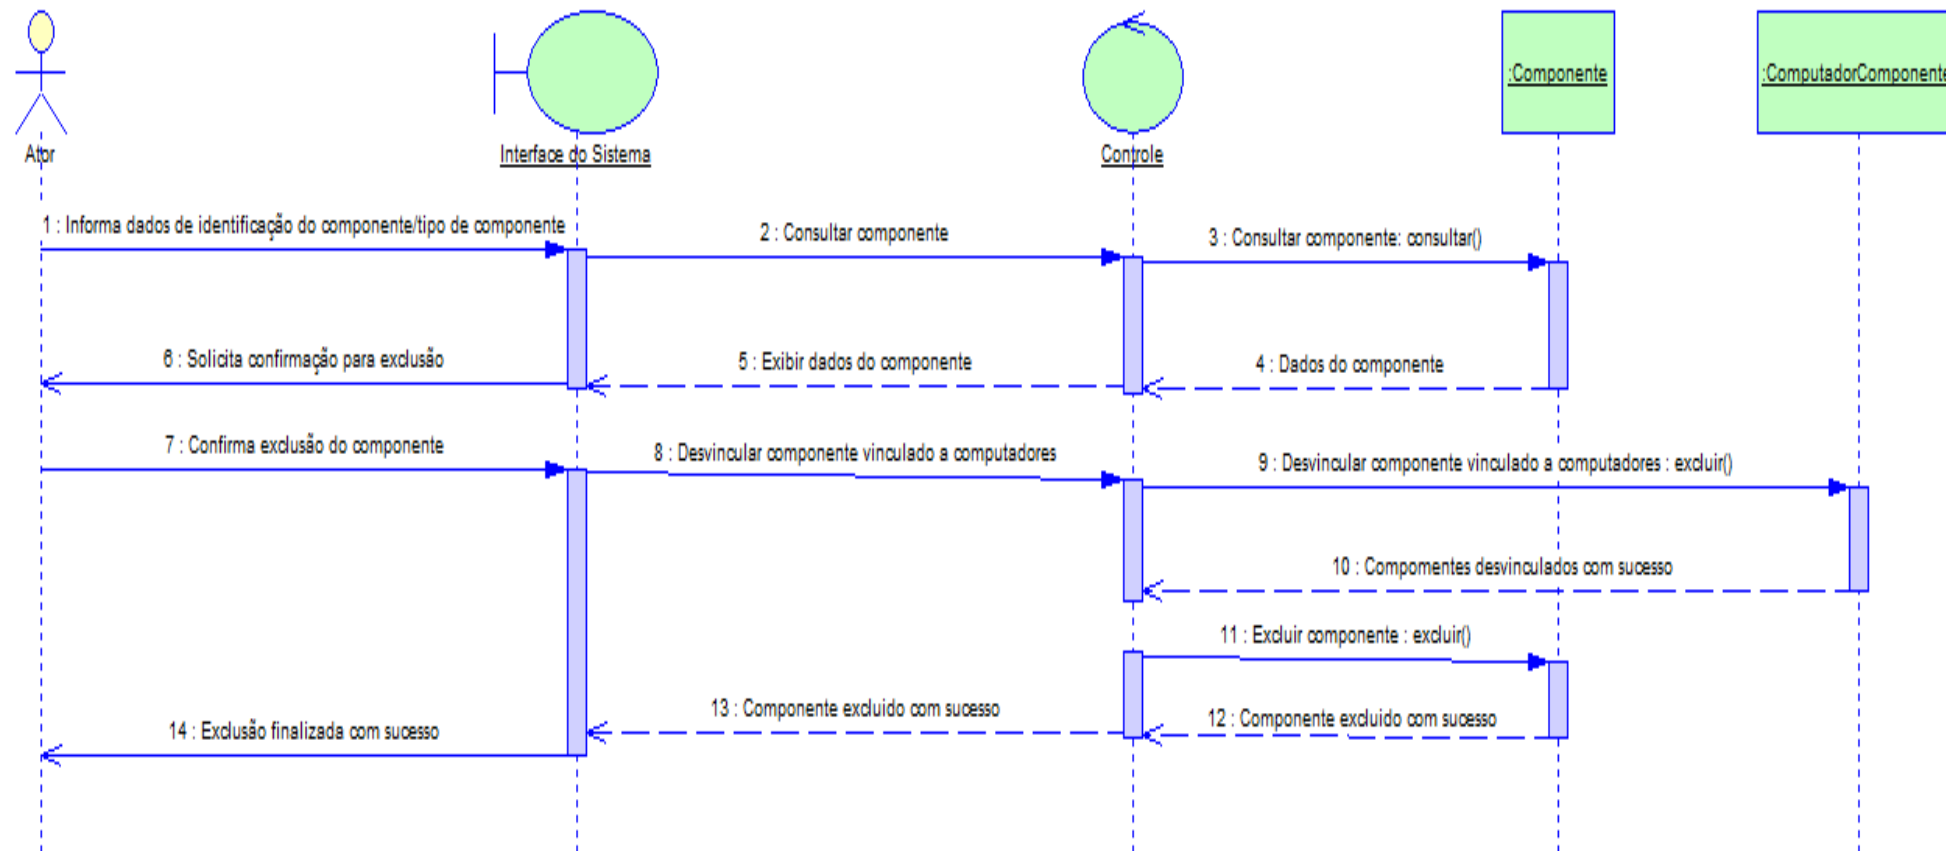 :Componente
:ComputadorComponente
Ator
Interface do Sistema
Controle
1 : Informa dados de identificação do componente/tipo de componente
2 : Consultar componente
3 : Consultar componente: consultar()
6 : Solicita confirmação para exclusão
5 : Exibir dados do componente
4 : Dados do componente
7 : Confirma exclusão do componente
8 : Desvincular componente vinculado a computadores
9 : Desvincular componente vinculado a computadores : excluir()
10 : Compomentes desvinculados com sucesso
11 : Excluir componente : excluir()
14 : Exclusão finalizada com sucesso
13 : Componente excluido com sucesso
12 : Componente excluido com sucesso